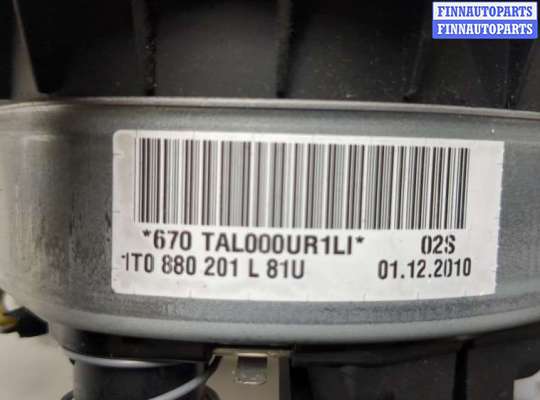 FINNAUTOPARTS
FINNAUTOPARTS
*670 TAL000UR1LI* 02S
*1T0 880 201 L 81U 01.12.2010